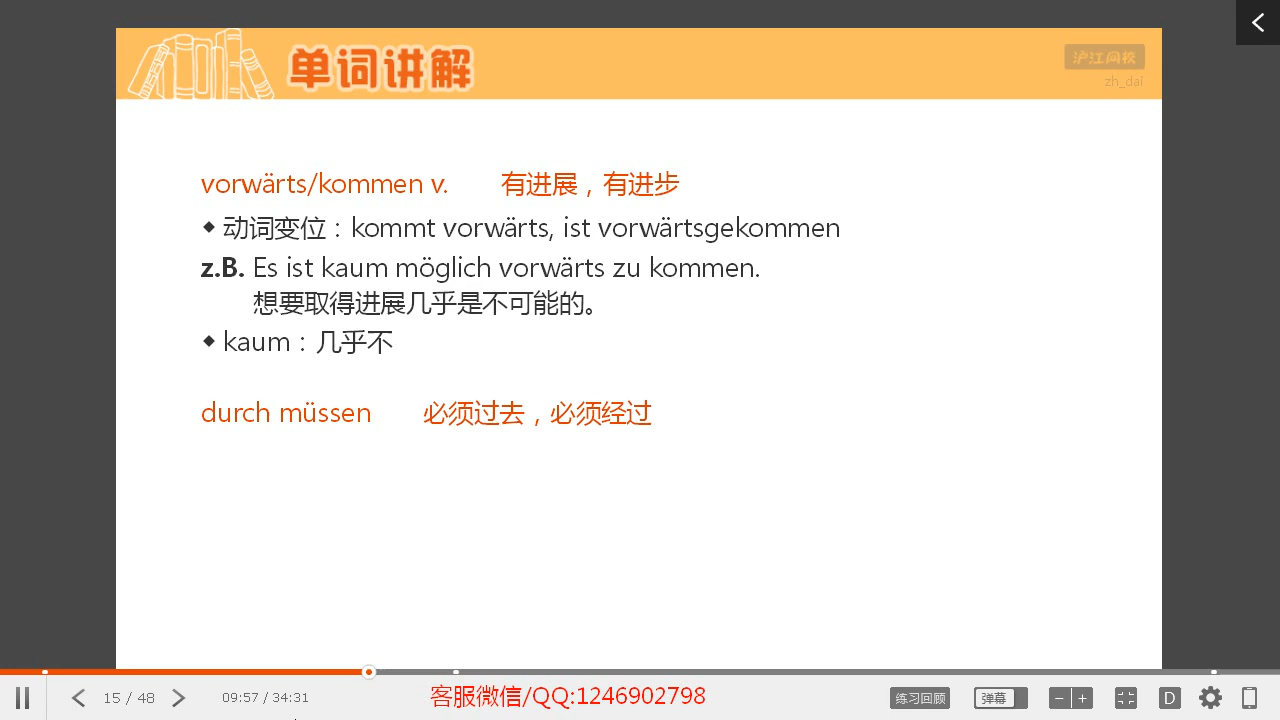 单词讲解
沪江网校
zh_dai
vorwärts/kommen v. 有进展，有进步
◆ 动词变位：kommt vorwärts, ist vorwärtsgekommen
z.B. Es ist kaum möglich vorwärts zu kommen.
想要取得进展几乎是不可能的。
◆ kaum：几乎不
durch müssen 必须过去，必须经过
15 / 48
09:57 / 34:31
客服微信/QQ:1246902798
练习回顾
弹幕
D